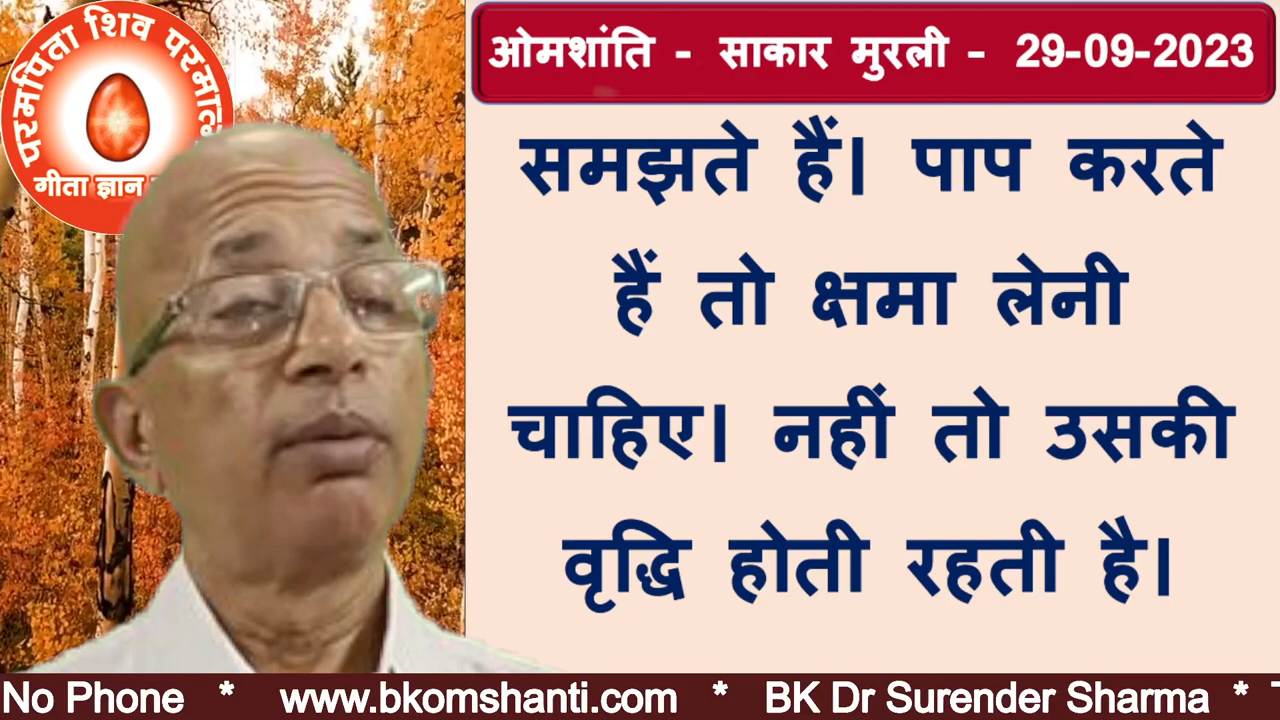 परमपिता शिव परमात्
गीता ज्ञान
ओमशांति - साकार मुरली - 29-09-2023
समझते हैं। पाप करते
हैं तो क्षमा लेनी
चाहिए। नहीं तो उसकी
वृद्धि होती रहती है।
No Phone * www.bkomshanti.com * BK Dr Surender Sharma *